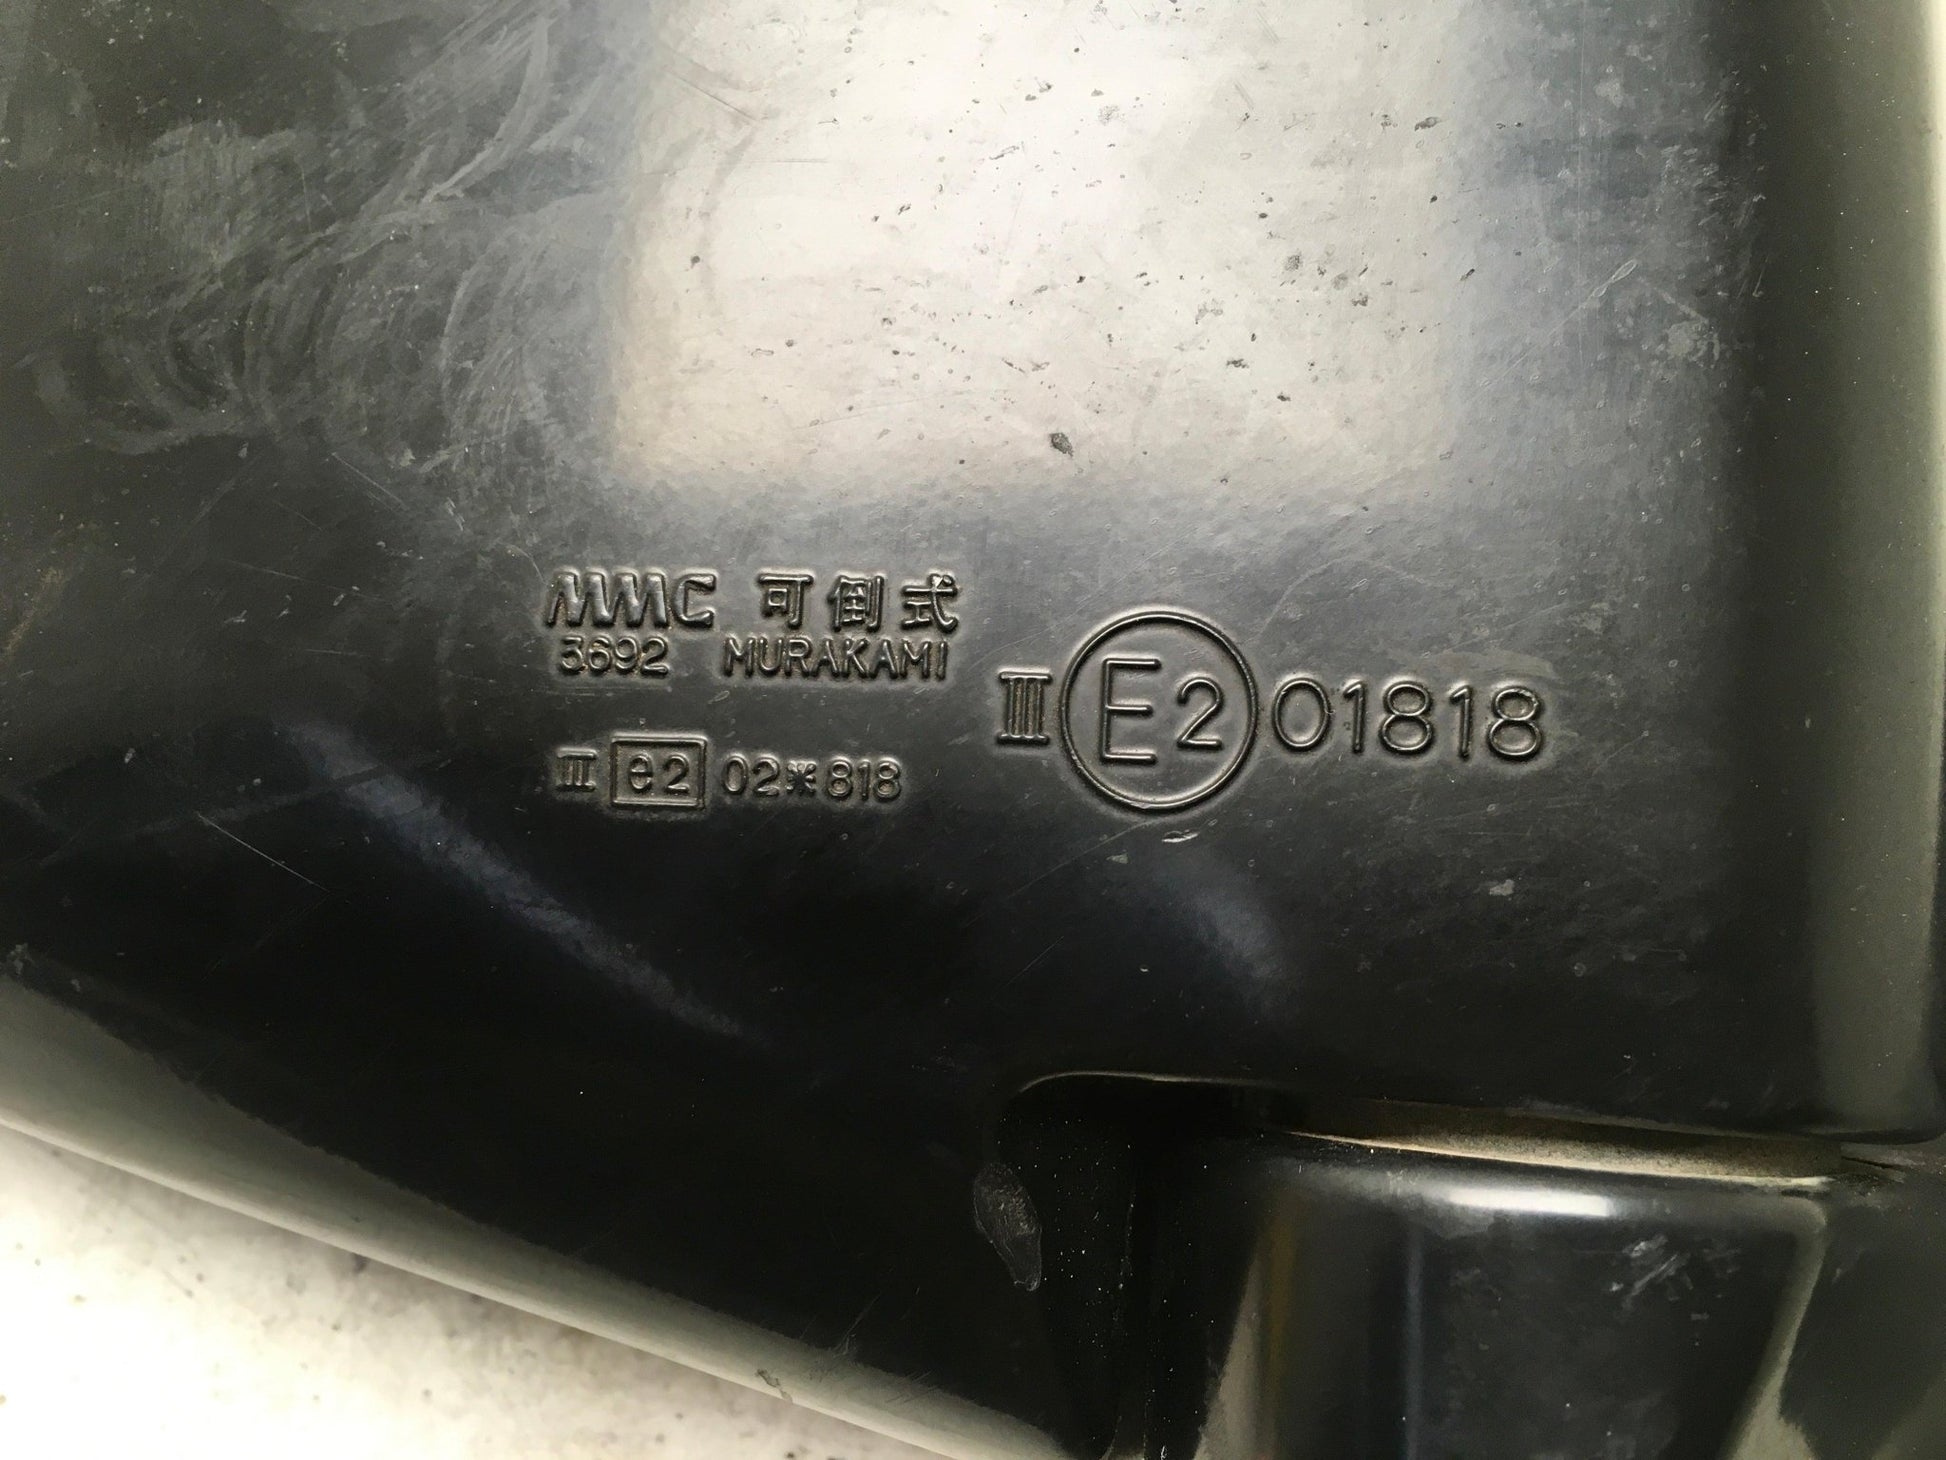 MMC 可倒式
3692 MURAKAMI
III E2 01818
III e2 02*818